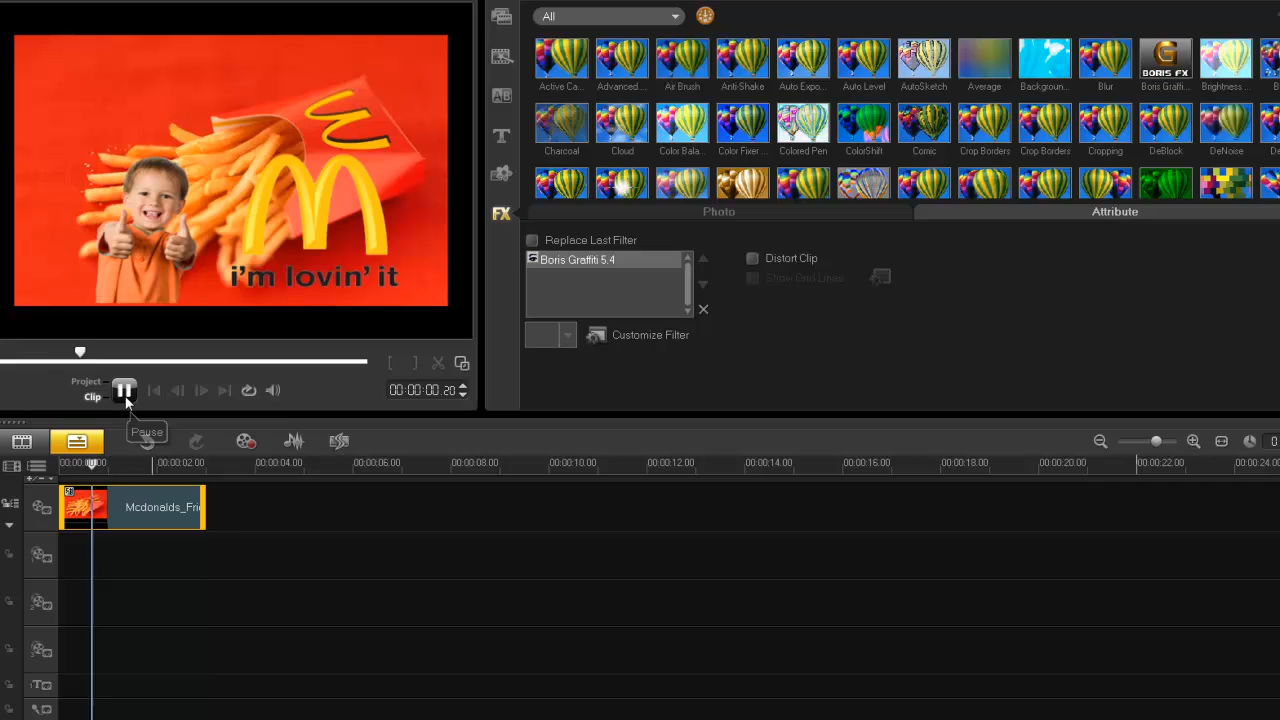 All
Active Ca...
Advanced...
Air Brush
Anti-Shake
Auto Expo...
Auto Level
AutoSketch
Average
Backgroun...
Blur
Boris Graffi...
Brightness ...
G
BORIS FX
Charcoal
Cloud
Color Bala...
Color Fixer ...
Colored Pen
ColorShift
Comic
Crop Borders
Crop Borders
Cropping
DeBlock
DeNoise
AB
T
FX
Photo
Attribute
Replace Last Filter
Boris Graffiti 5.4
Distort Clip
Show Grid Lines
Customize Filter
i'm lovin' it
Project
Clip
00:00:00.20
Pause
00:00:02.00
00:00:04.00
00:00:06.00
00:00:08.00
00:00:10.00
00:00:12.00
00:00:14.00
00:00:16.00
00:00:18.00
00:00:20.00
00:00:22.00
00:00:24.00
Mcdonalds_Fri